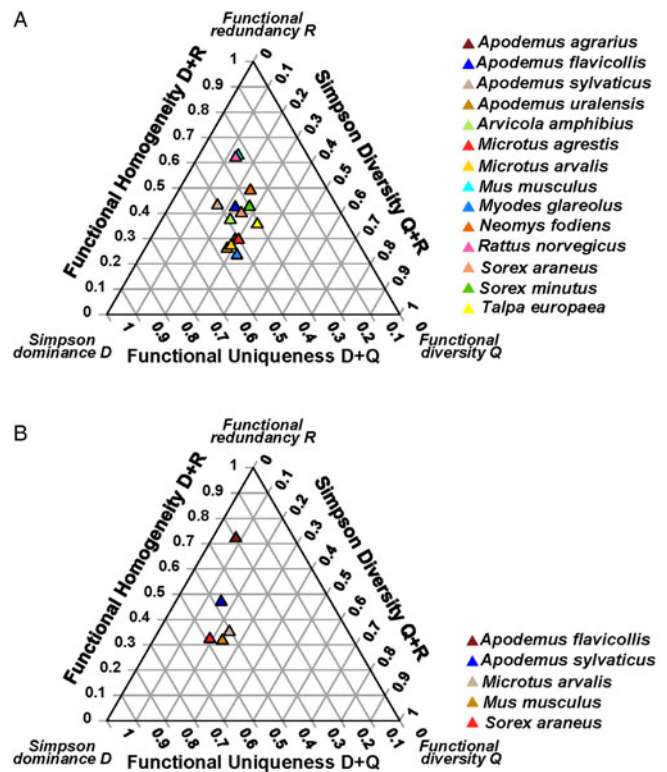 A
Functional
redundancy R
Functional Homogeneity D+R
Simpson Diversity Q+R
1
0.9
0.8
0.7
0.6
0.5
0.4
0.3
0.2
0.1
0
0
0.1
0.2
0.3
0.4
0.5
0.6
0.7
0.8
0.9
1
1
0.9
0.8
0.7
0.6
0.5
0.4
0.3
0.2
0.1
0
Simpson
dominance D
Functional Uniqueness D+Q
Functional
diversity Q
Apodemus agrarius
Apodemus flavicollis
Apodemus sylvaticus
Apodemus uralensis
Arvicola amphibius
Microtus agrestis
Microtus arvalis
Mus musculus
Myodes glareolus
Neomys fodiens
Rattus norvegicus
Sorex araneus
Sorex minutus
Talpa europaea
B
Functional
redundancy R
Functional Homogeneity D+R
Simpson Diversity Q+R
1
0.9
0.8
0.7
0.6
0.5
0.4
0.3
0.2
0.1
0
0
0.1
0.2
0.3
0.4
0.5
0.6
0.7
0.8
0.9
1
1
0.9
0.8
0.7
0.6
0.5
0.4
0.3
0.2
0.1
0
Simpson
dominance D
Functional Uniqueness D+Q
Functional
diversity Q
Apodemus flavicollis
Apodemus sylvaticus
Microtus arvalis
Mus musculus
Sorex araneus